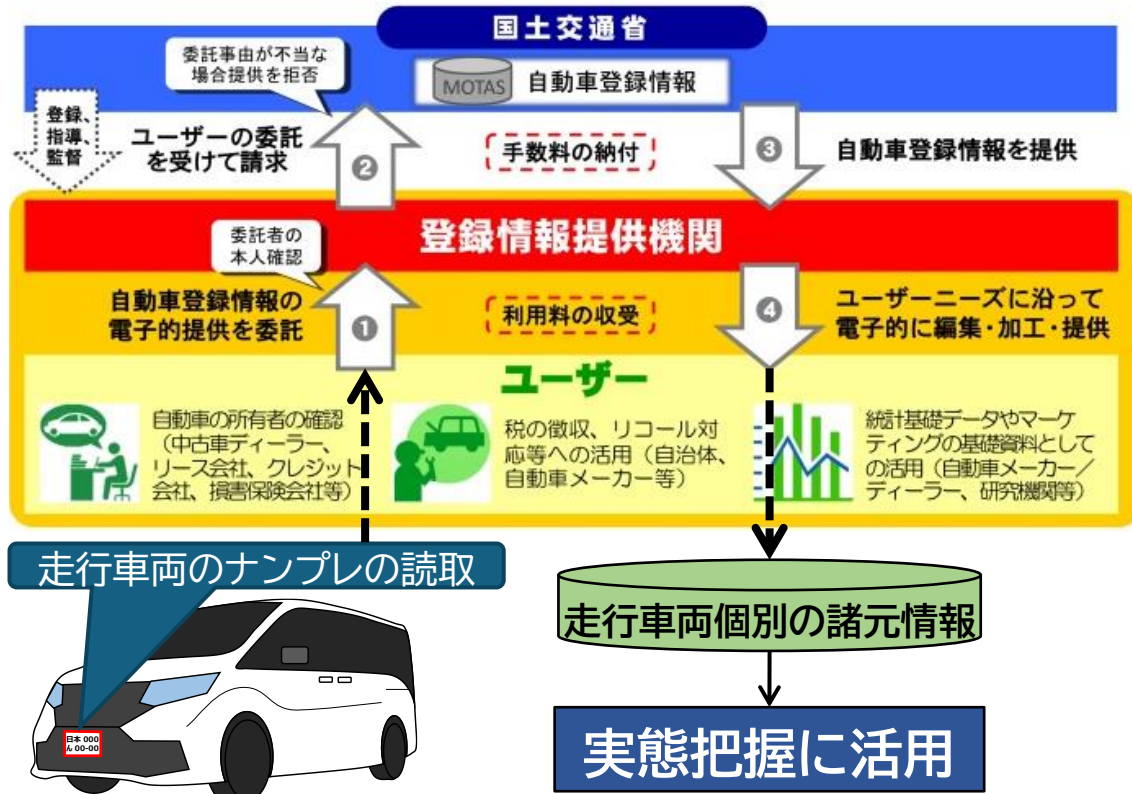 国土交通省
委託事由が不当な
場合提供を拒否
MOTAS 自動車登録情報
登録、
指導、
監督
ユーザーの委託
を受けて請求
❷
手数料の納付
❸
自動車登録情報を提供
登録情報提供機関
委託者の
本人確認
自動車登録情報の
電子的提供を委託
❶
利用料の収受
❹
ユーザーニーズに沿って
電子的に編集・加工・提供
ユーザー
自動車の所有者の確認
（中古車ディーラー、
リース会社、クレジット
会社、損害保険会社等）
税の徴収、リコール対
応等への活用（自治体、
自動車メーカー等）
統計基礎データやマーケ
ティングの基礎資料として
の活用（自動車メーカー／
ディーラー、研究機関等）
走行車両のナンプレの読取
日本 000
ん 00-00
走行車両個別の諸元情報
実態把握に活用